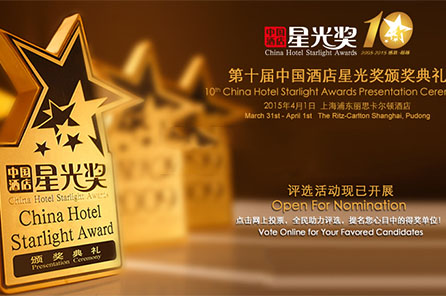 中国
酒店
星光奖
10
China Hotel Starlight Awards
2005-2015
第十届中国酒店星光奖颁奖典礼
10th China Hotel Starlight Awards Presentation Cerem
2015年4月1日 上海浦东丽思卡尔顿酒店
March 31st - April 1st The Ritz-Carlton Shanghai, Pudong
评选活动现已开展
Open For Nomination
点击网上投票、全民助力评选、提名您心目中的得奖单位!
Vote Online for Your Favored Candidates
中国
酒店
星光奖
China Hotel Starlight Awards
China Hotel
Starlight Award
颁奖典礼
Presentation Ceremony